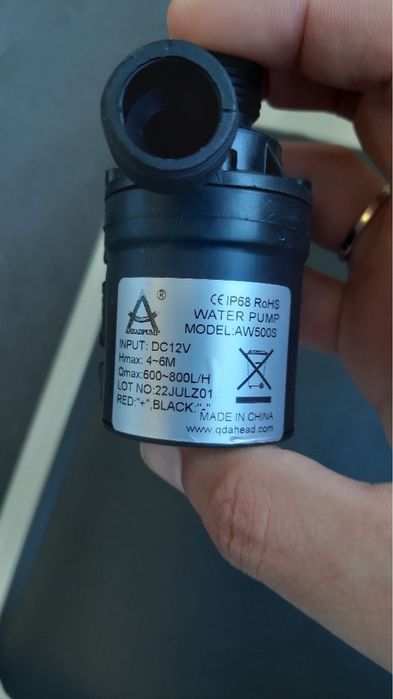 ®
AHEADPUMP
CE IP68 RoHS
WATER PUMP
MODEL:AW500S
INPUT: DC12V
Hmax: 4~6M
Qmax:600~800L/H
LOT NO:22JULZ01
RED:"+",BLACK:"-"
MADE IN CHINA
www.qdahead.com